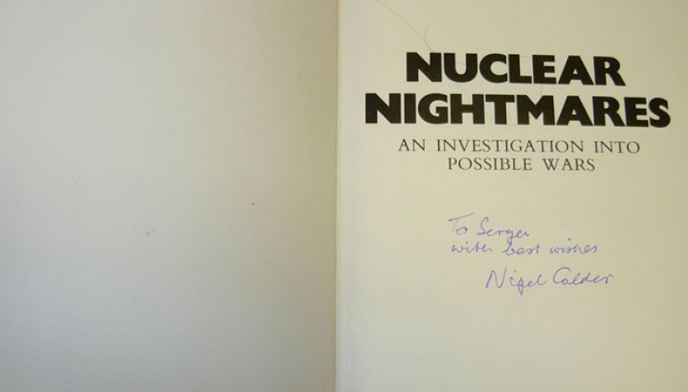 NUCLEAR
NIGHTMARES
AN INVESTIGATION INTO
POSSIBLE WARS
To Sergei
with best wishes
Nigel Calder